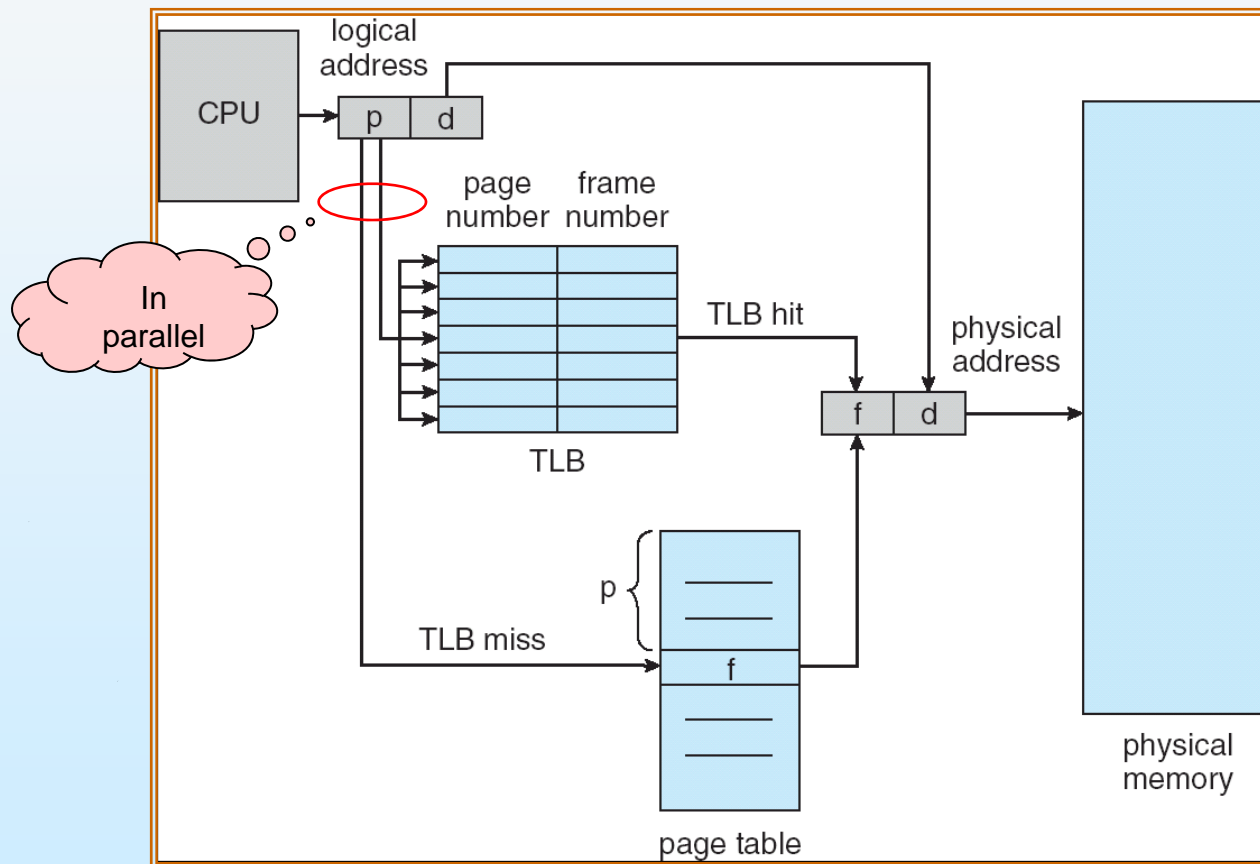 logical
address
CPU
p
d
page
number
frame
number
In
parallel
TLB hit
physical
address
f
d
TLB
p
TLB miss
f
physical
memory
page table